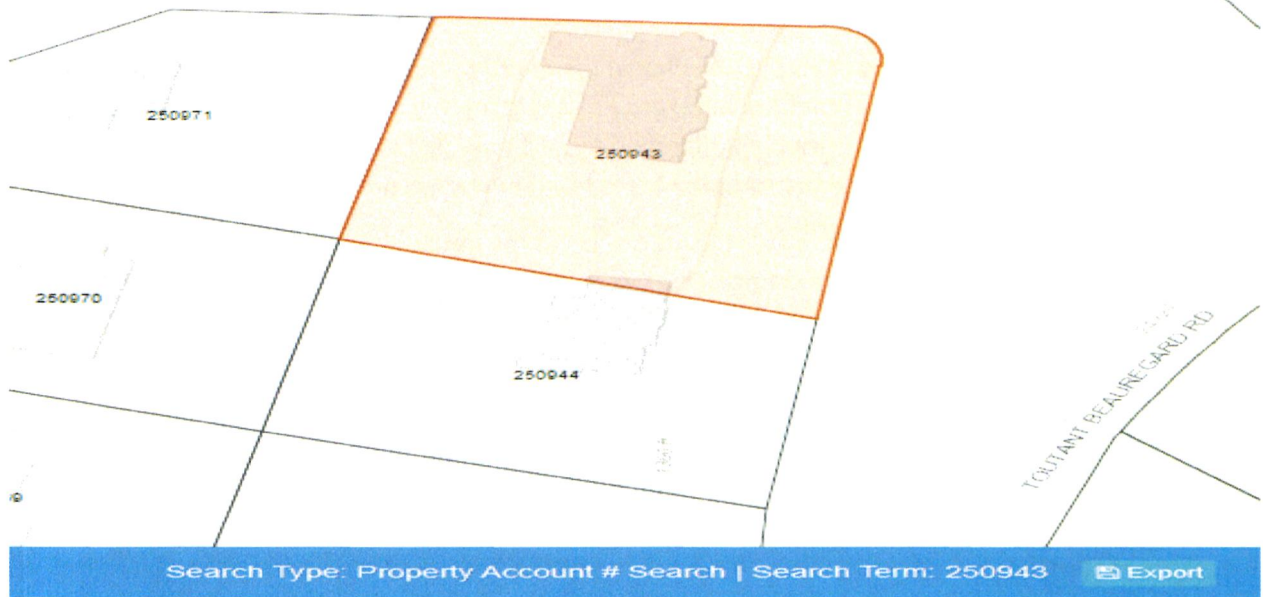 250971
250943
250970
250944
TOUTANT BEAUREGARD RD
Search Type: Property Account # Search | Search Term: 250943
Export